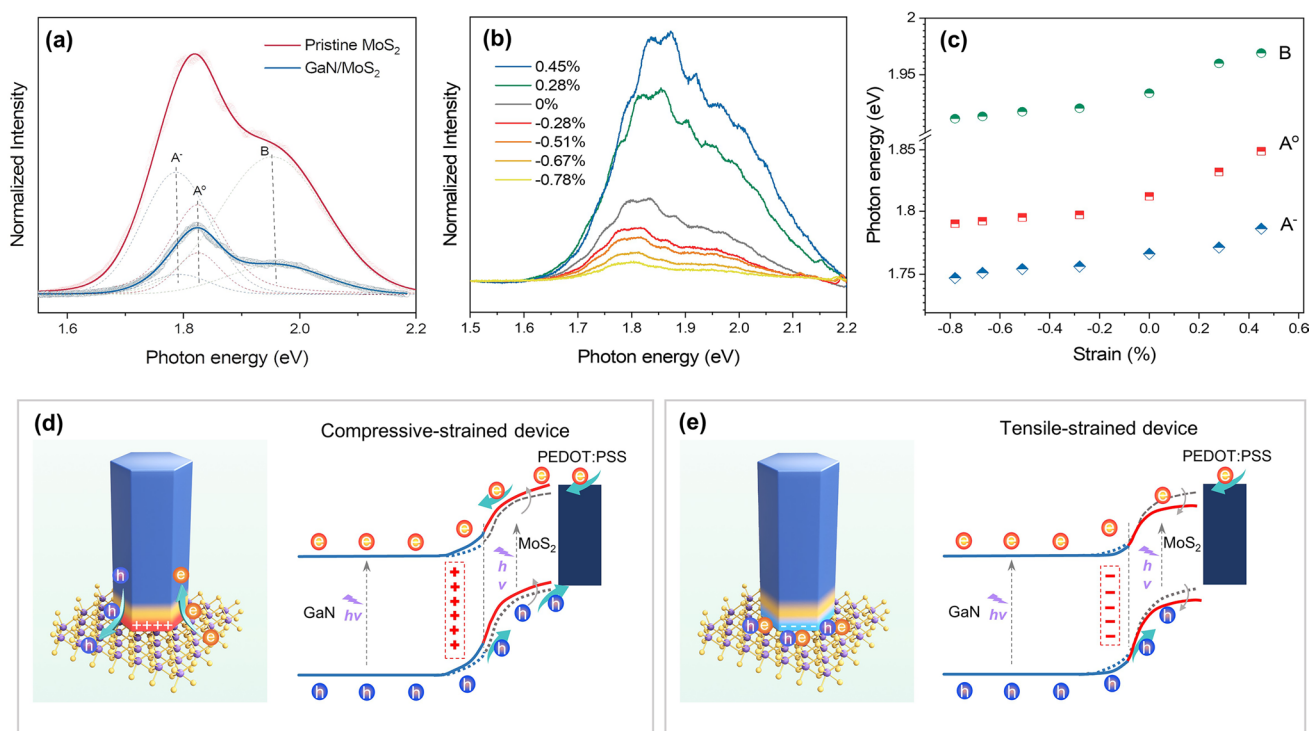 (a)
Pristine MoS₂
GaN/MoS₂
A⁻
A⁰
B
Normalized Intensity
1.6
1.8
2.0
2.2
Photon energy (eV)
(b)
0.45%
0.28%
0%
-0.28%
-0.51%
-0.67%
-0.78%
Normalized Intensity
1.5
1.6
1.7
1.8
1.9
2.0
2.1
2.2
Photon energy (eV)
(c)
2
1.95
1.85
1.8
1.75
Photon energy (eV)
B
A⁰
A⁻
-0.8
-0.6
-0.4
-0.2
0.0
0.2
0.4
0.6
Strain (%)
(d)
Compressive-strained device
PEDOT:PSS
e
e
e
e
e
e
e
MoS₂
h
v
GaN
hv
h
h
h
h
h
h
h
h
h
e
e
e
++++
+
+
+
+
+
+
(e)
Tensile-strained device
PEDOT:PSS
e
e
e
e
e
e
MoS₂
h
v
GaN
hv
h
h
h
h
h
h
e
h
e
h
- - - -
-
-
-
-
-